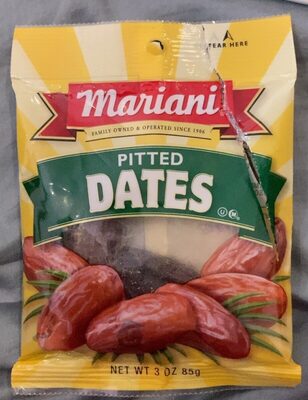 TEAR HERE
Mariani
FAMILY OWNED & OPERATED SINCE 1906
PITTED
DATES
U
NET WT 3 OZ 85g